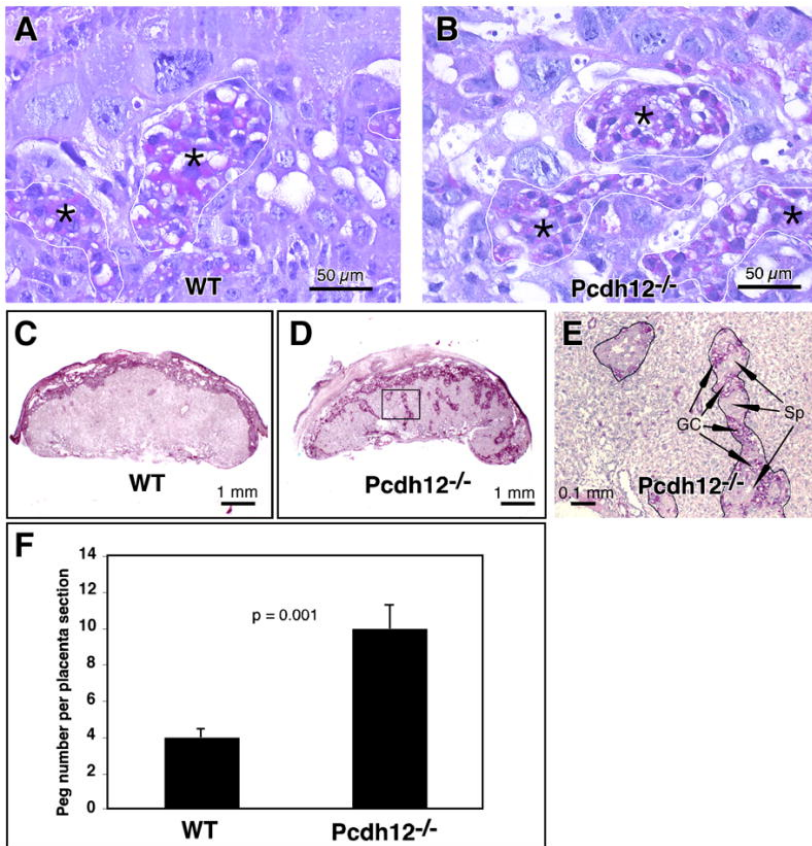 A
*
*
WT
50 µm
B
*
*
*
Pcdh12-/-
50 µm
C
WT
1 mm
D
Pcdh12-/-
1 mm
E
GC
Sp
Pcdh12-/-
0.1 mm
F
Peg number per placenta section
14
12
10
8
6
4
2
0
p = 0.001
WT
Pcdh12-/-